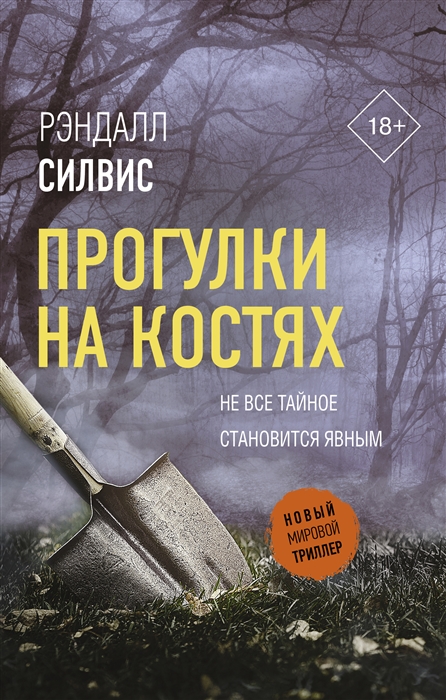 РЭНДАЛЛ
СИЛВИС
18+
ПРОГУЛКИ
НА КОСТЯХ
НЕ ВСЕ ТАЙНОЕ
СТАНОВИТСЯ ЯВНЫМ
НОВЫЙ
МИРОВОЙ
ТРИЛЛЕР